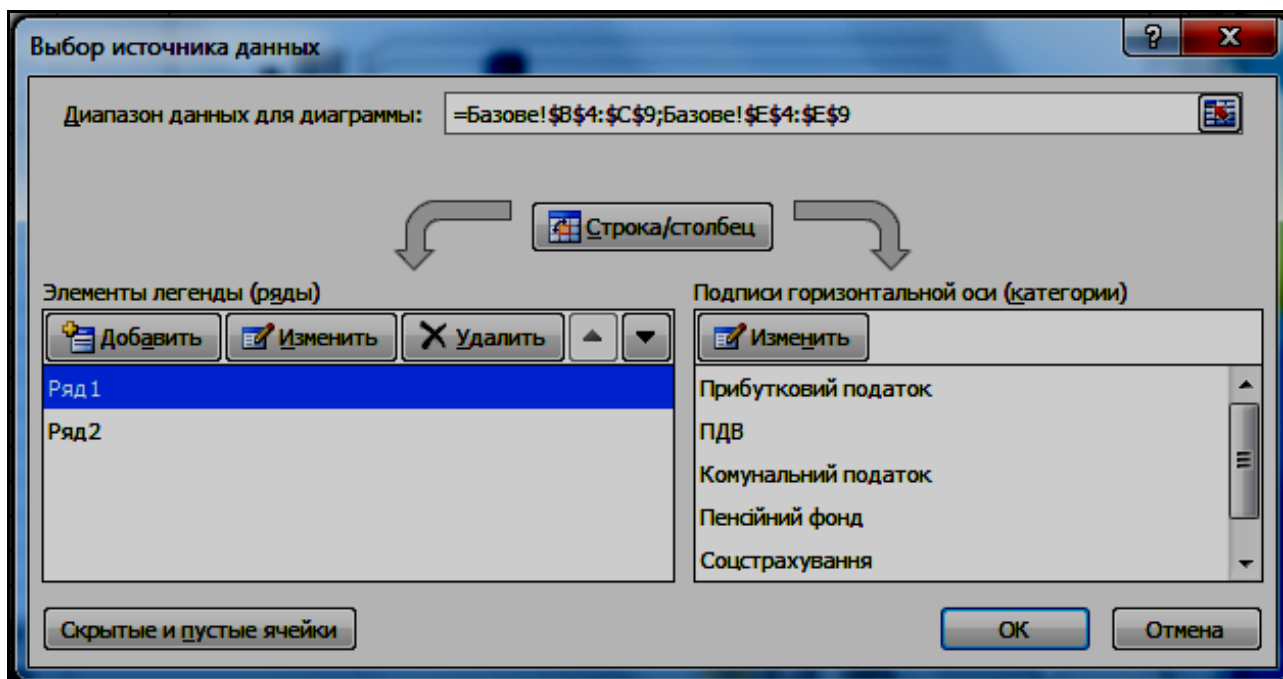 Выбор источника данных
?
X
Диапазон данных для диаграммы:
=Базове!$B$4:$C$9;Базове!$E$4:$E$9
Строка/столбец
Элементы легенды (ряды)
Добавить
Изменить
Удалить
Ряд1
Ряд2
Подписи горизонтальной оси (категории)
Изменить
Прибутковий податок
ПДВ
Комунальний податок
Пенсійний фонд
Соцстрахування
Скрытые и пустые ячейки
ОК
Отмена